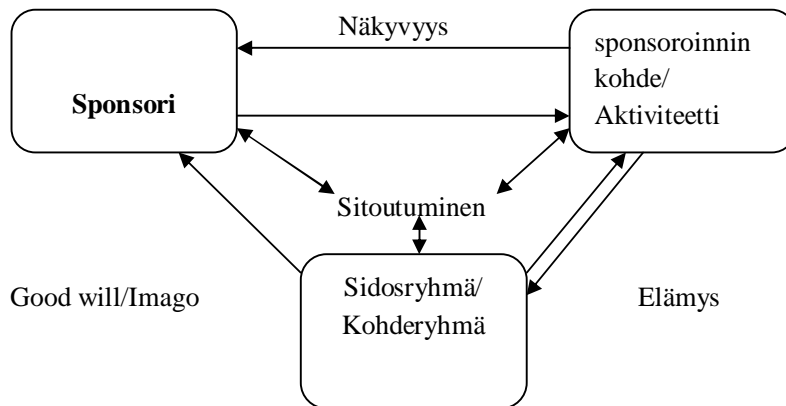 Näkyvyys
sponsoroinnin
kohde/
Aktiviteetti
Sponsori
Sitoutuminen
Good will/Imago
Sidosryhmä/
Kohderyhmä
Elämys